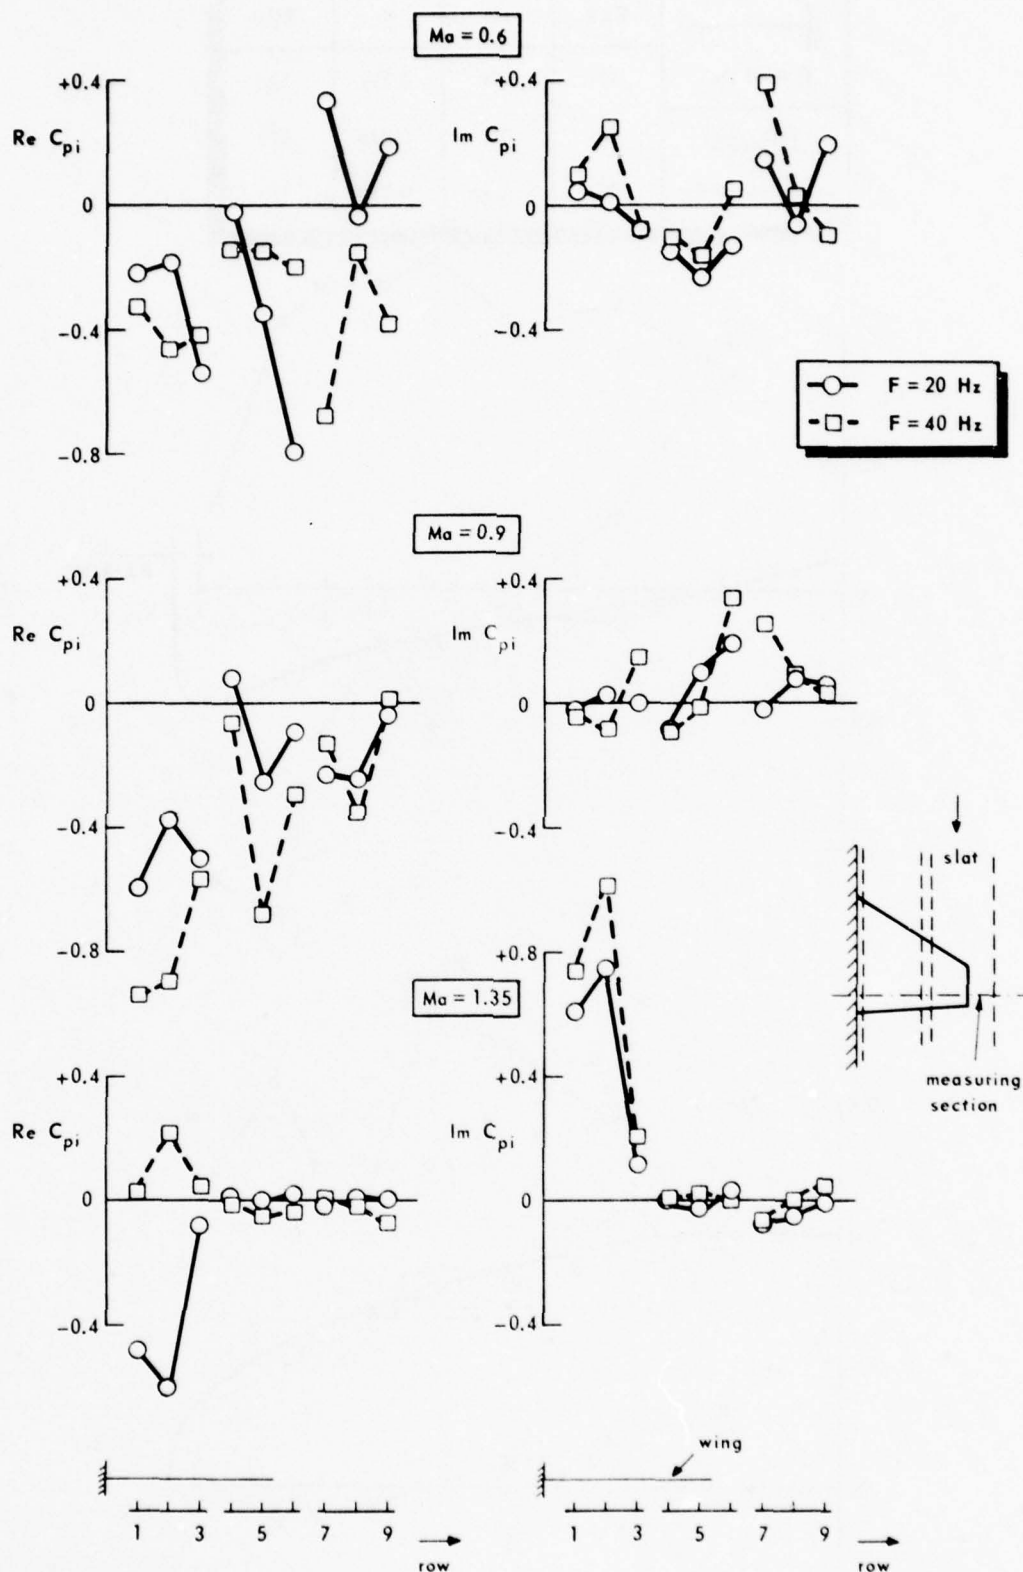 Ma = 0.6
+0.4
Re Cpi
0
-0.4
-0.8
+0.4
Im Cpi
0
-0.4
F = 20 Hz
F = 40 Hz
Ma = 0.9
+0.4
Re Cpi
0
-0.4
-0.8
+0.4
Im Cpi
0
-0.4
slat
measuring
section
Ma = 1.35
+0.4
Re Cpi
0
-0.4
+0.8
+0.4
Im Cpi
0
-0.4
wing
1 3 5 7 9
row
1 3 5 7 9
row